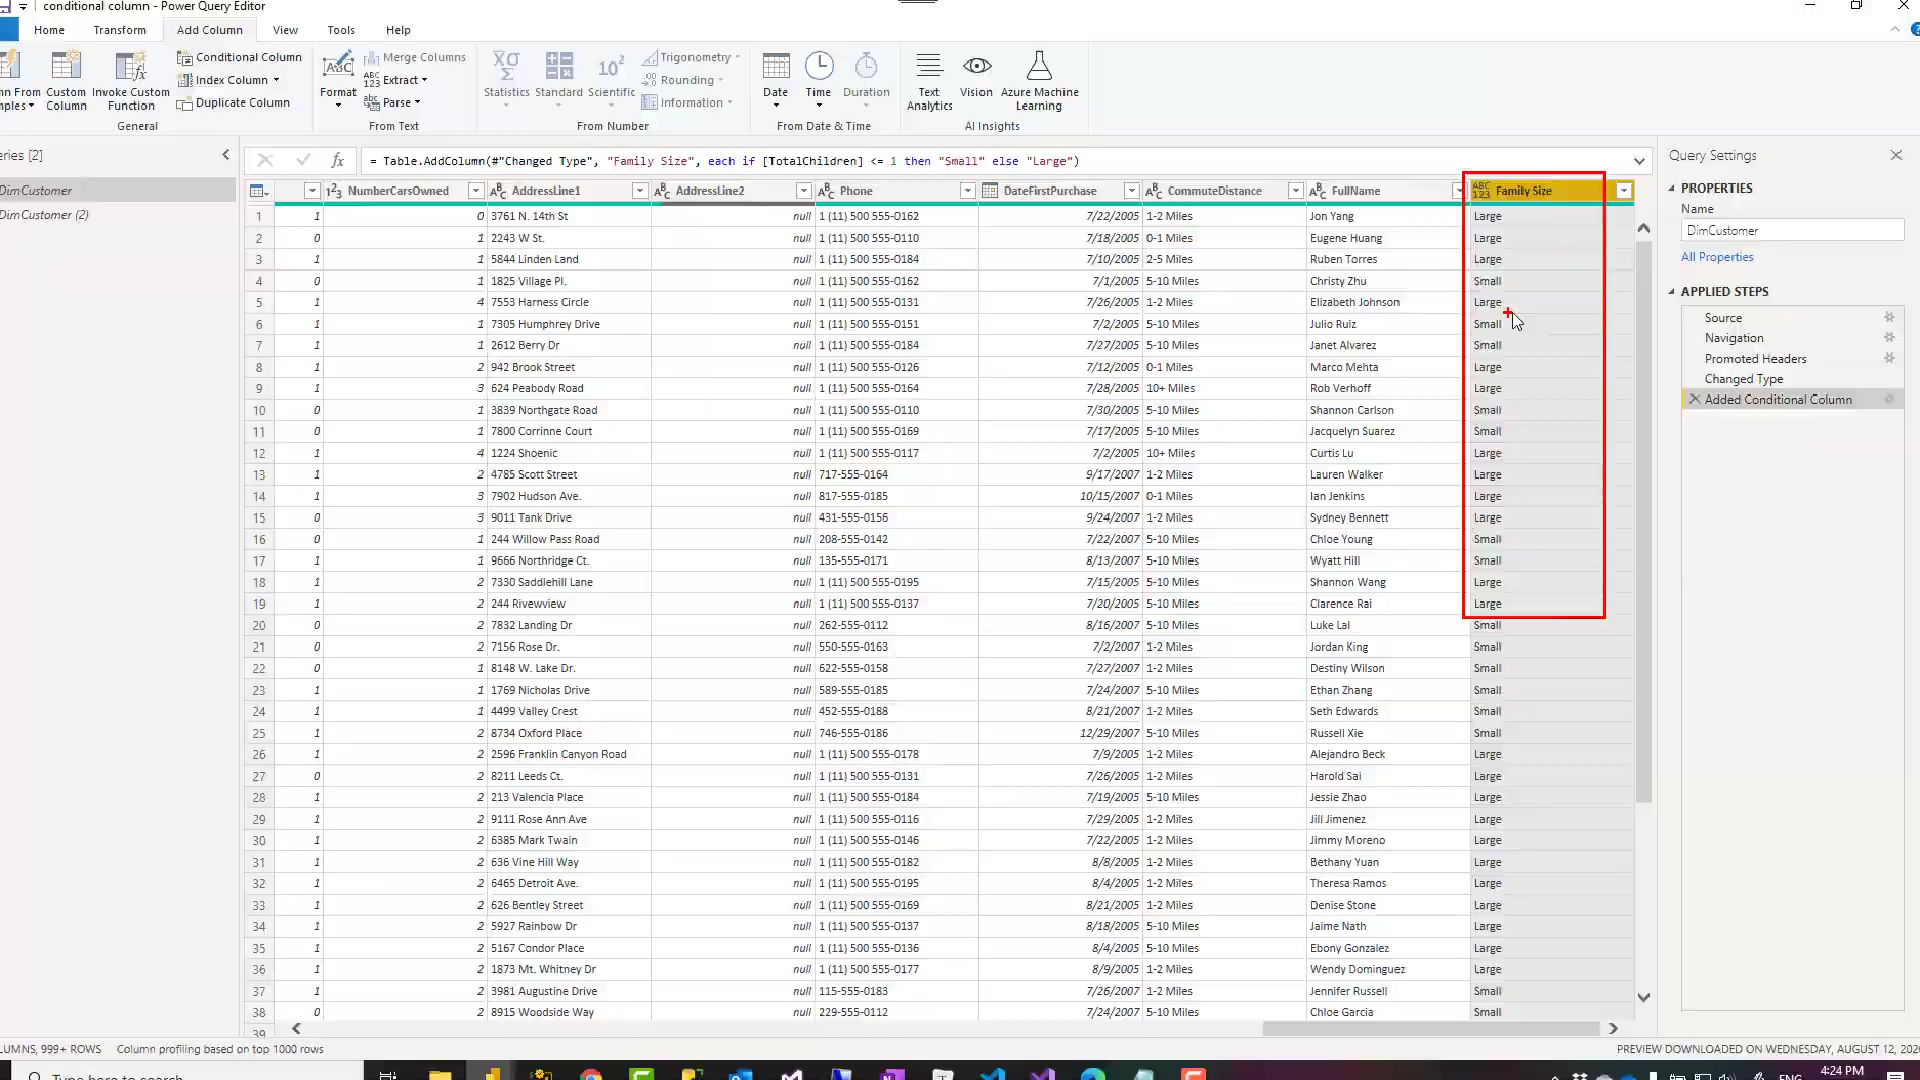 conditional column - Power Query Editor
Home Transform Add Column View Tools Help
Conditional Column
Index Column
Duplicate Column
Custom Column
Invoke Custom Function
General
Format
Merge Columns
Extract
Parse
From Text
Statistics Standard Scientific
Trigonometry
Rounding
Information
From Number
Date Time Duration
From Date & Time
Text Analytics
Vision
Azure Machine Learning
AI Insights
eries [2]
DimCustomer
DimCustomer (2)
= Table.AddColumn(#"Changed Type", "Family Size", each if [TotalChildren] <= 1 then "Small" else "Large")
NumberCarsOwned AddressLine1 AddressLine2 Phone DateFirstPurchase CommuteDistance FullName Family Size
1 1 0 3761 N. 14th St null 1 (11) 500 555-0162 7/22/2005 1-2 Miles Jon Yang Large
2 0 1 2243 W St. null 1 (11) 500 555-0110 7/18/2005 0-1 Miles Eugene Huang Large
3 1 1 5844 Linden Land null 1 (11) 500 555-0184 7/10/2005 2-5 Miles Ruben Torres Large
4 0 1 1825 Village Pl. null 1 (11) 500 555-0162 7/1/2005 5-10 Miles Christy Zhu Small
5 1 4 7553 Harness Circle null 1 (11) 500 555-0131 7/26/2005 1-2 Miles Elizabeth Johnson Large
6 1 1 7305 Humphrey Drive null 1 (11) 500 555-0151 7/2/2005 5-10 Miles Julio Ruiz Small
7 1 1 2612 Berry Dr null 1 (11) 500 555-0184 7/27/2005 5-10 Miles Janet Alvarez Small
8 1 2 942 Brook Street null 1 (11) 500 555-0126 7/12/2005 0-1 Miles Marco Mehta Large
9 1 3 624 Peabody Road null 1 (11) 500 555-0164 7/28/2005 10+ Miles Rob Verhoff Large
10 0 1 3839 Northgate Road null 1 (11) 500 555-0110 7/30/2005 5-10 Miles Shannon Carlson Small
11 0 1 7800 Corrinne Court null 1 (11) 500 555-0169 7/17/2005 5-10 Miles Jacquelyn Suarez Small
12 1 4 1224 Shoenic null 1 (11) 500 555-0117 7/2/2005 10+ Miles Curtis Lu Large
13 1 2 4785 Scott Street null 717-555-0164 9/17/2007 1-2 Miles Lauren Walker Large
14 1 3 7902 Hudson Ave. null 817-555-0185 10/15/2007 0-1 Miles Ian Jenkins Large
15 0 3 9011 Tank Drive null 431-555-0156 9/24/2007 1-2 Miles Sydney Bennett Large
16 0 1 244 Willow Pass Road null 208-555-0142 7/22/2007 5-10 Miles Chloe Young Small
17 1 1 9666 Northridge Ct. null 135-555-0171 8/13/2007 5-10 Miles Wyatt Hill Small
18 1 2 7330 Saddlehill Lane null 1 (11) 500 555-0195 7/15/2005 5-10 Miles Shannon Wang Large
19 1 2 244 Rivewview null 1 (11) 500 555-0137 7/20/2005 5-10 Miles Clarence Rai Large
20 0 2 7832 Landing Dr null 262-555-0112 8/16/2007 5-10 Miles Luke Lal Small
21 0 2 7156 Rose Dr. null 550-555-0163 7/2/2007 1-2 Miles Jordan King Small
22 0 1 8148 W. Lake Dr. null 622-555-0158 7/27/2007 1-2 Miles Destiny Wilson Small
23 1 1 1769 Nicholas Drive null 589-555-0185 7/24/2007 5-10 Miles Ethan Zhang Small
24 1 1 4499 Valley Crest null 452-555-0188 8/21/2007 1-2 Miles Seth Edwards Small
25 1 2 8734 Oxford Place null 746-555-0186 12/29/2007 5-10 Miles Russell Xie Small
26 1 2 2596 Franklin Canyon Road null 1 (11) 500 555-0178 7/9/2005 1-2 Miles Alejandro Beck Large
27 0 2 8211 Leeds Ct. null 1 (11) 500 555-0131 7/26/2005 1-2 Miles Harold Sai Large
28 1 2 213 Valencia Place null 1 (11) 500 555-0184 7/19/2005 5-10 Miles Jessie Zhao Large
29 1 2 9111 Rose Ann Ave null 1 (11) 500 555-0116 7/29/2005 1-2 Miles Jill Jimenez Large
30 1 2 6385 Mark Twain null 1 (11) 500 555-0146 7/22/2005 1-2 Miles Jimmy Moreno Large
31 1 2 636 Vine Hill Way null 1 (11) 500 555-0182 8/8/2005 1-2 Miles Bethany Yuan Large
32 1 2 6465 Detroit Ave. null 1 (11) 500 555-0195 8/4/2005 1-2 Miles Theresa Ramos Large
33 1 2 626 Bentley Street null 1 (11) 500 555-0169 8/21/2005 1-2 Miles Denise Stone Large
34 1 2 5927 Rainbow Dr null 1 (11) 500 555-0137 8/18/2005 5-10 Miles Jaime Nath Large
35 1 2 5167 Condor Place null 1 (11) 500 555-0136 8/4/2005 5-10 Miles Ebony Gonzalez Large
36 1 2 1873 Mt. Whitney Dr null 1 (11) 500 555-0177 8/9/2005 1-2 Miles Wendy Dominguez Large
37 1 2 3981 Augustine Drive null 115-555-0183 7/26/2007 1-2 Miles Jennifer Russell Small
38 0 2 8915 Woodside Way null 229-555-0112 7/24/2007 5-10 Miles Chloe Garcia Small
39
Query Settings
PROPERTIES
Name
DimCustomer
All Properties
APPLIED STEPS
Source
Navigation
Promoted Headers
Changed Type
Added Conditional Column
LUMNS, 999+ ROWS Column profiling based on top 1000 rows
PREVIEW DOWNLOADED ON WEDNESDAY, AUGUST 12, 202
Type here to search
ENG
4:24 PM